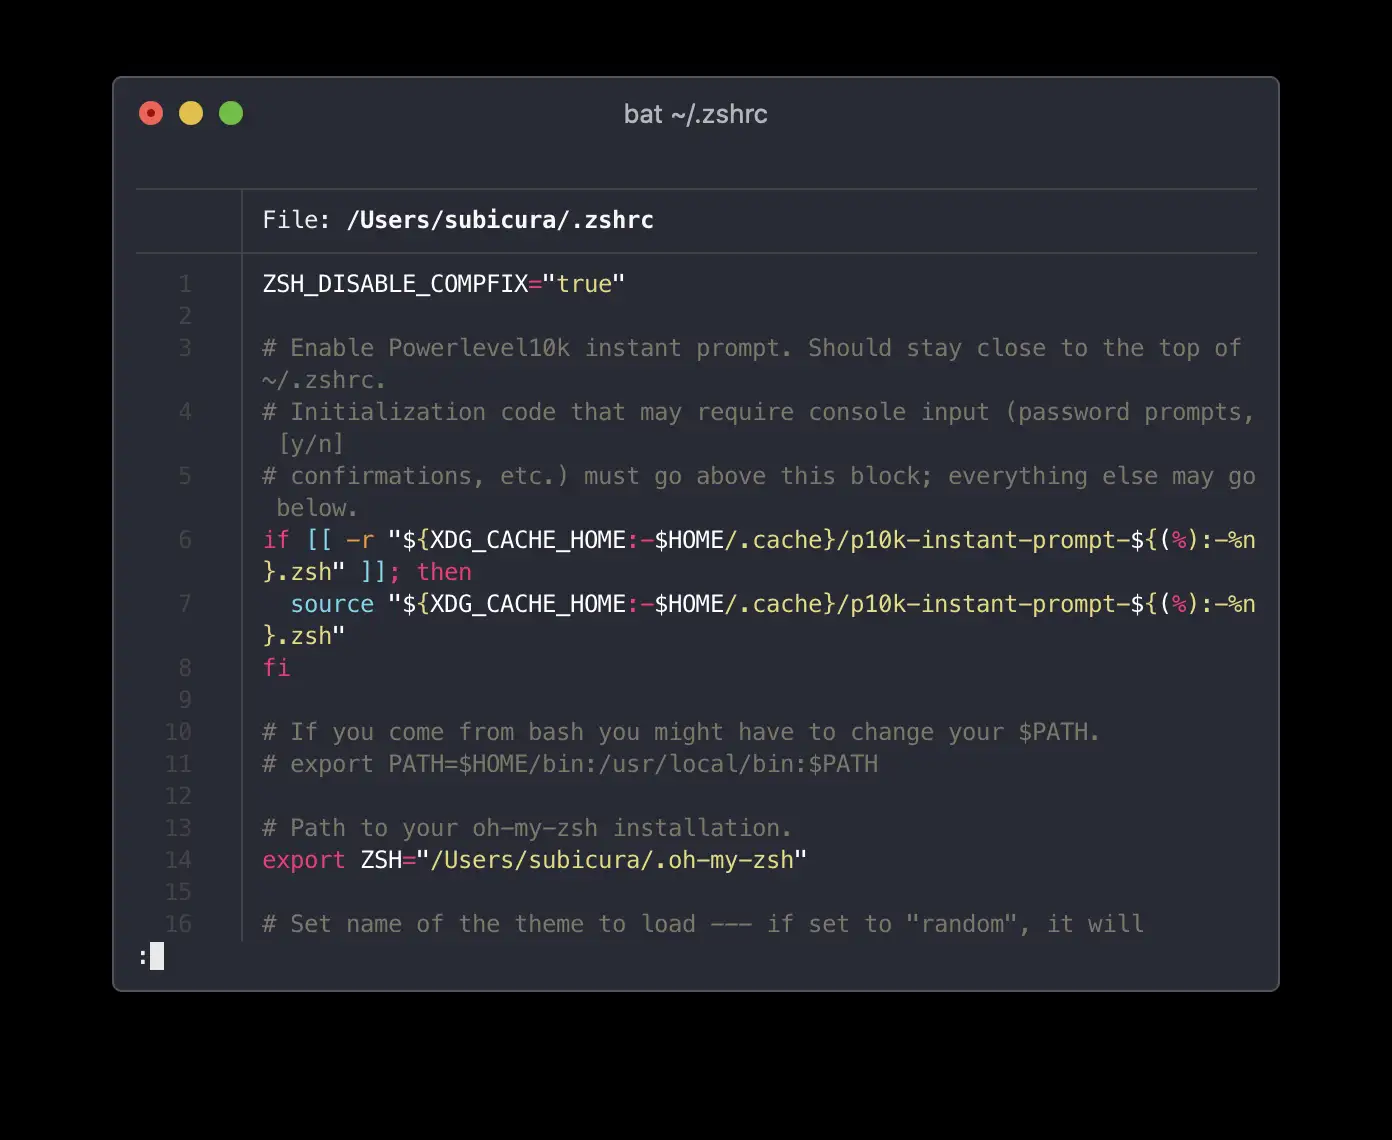 bat ~/.zshrc
File: /Users/subicura/.zshrc
1 ZSH_DISABLE_COMPFIX="true"
2
3 # Enable Powerlevel10k instant prompt. Should stay close to the top of
~/.zshrc.
4 # Initialization code that may require console input (password prompts,
[y/n]
5 # confirmations, etc.) must go above this block; everything else may go
below.
6 if [[ -r "${XDG_CACHE_HOME:-$HOME/.cache}/p10k-instant-prompt-${(%):-%n
}.zsh" ]]; then
7   source "${XDG_CACHE_HOME:-$HOME/.cache}/p10k-instant-prompt-${(%):-%n
}.zsh"
8 fi
9
10 # If you come from bash you might have to change your $PATH.
11 # export PATH=$HOME/bin:/usr/local/bin:$PATH
12
13 # Path to your oh-my-zsh installation.
14 export ZSH="/Users/subicura/.oh-my-zsh"
15
16 # Set name of the theme to load --- if set to "random", it will
: